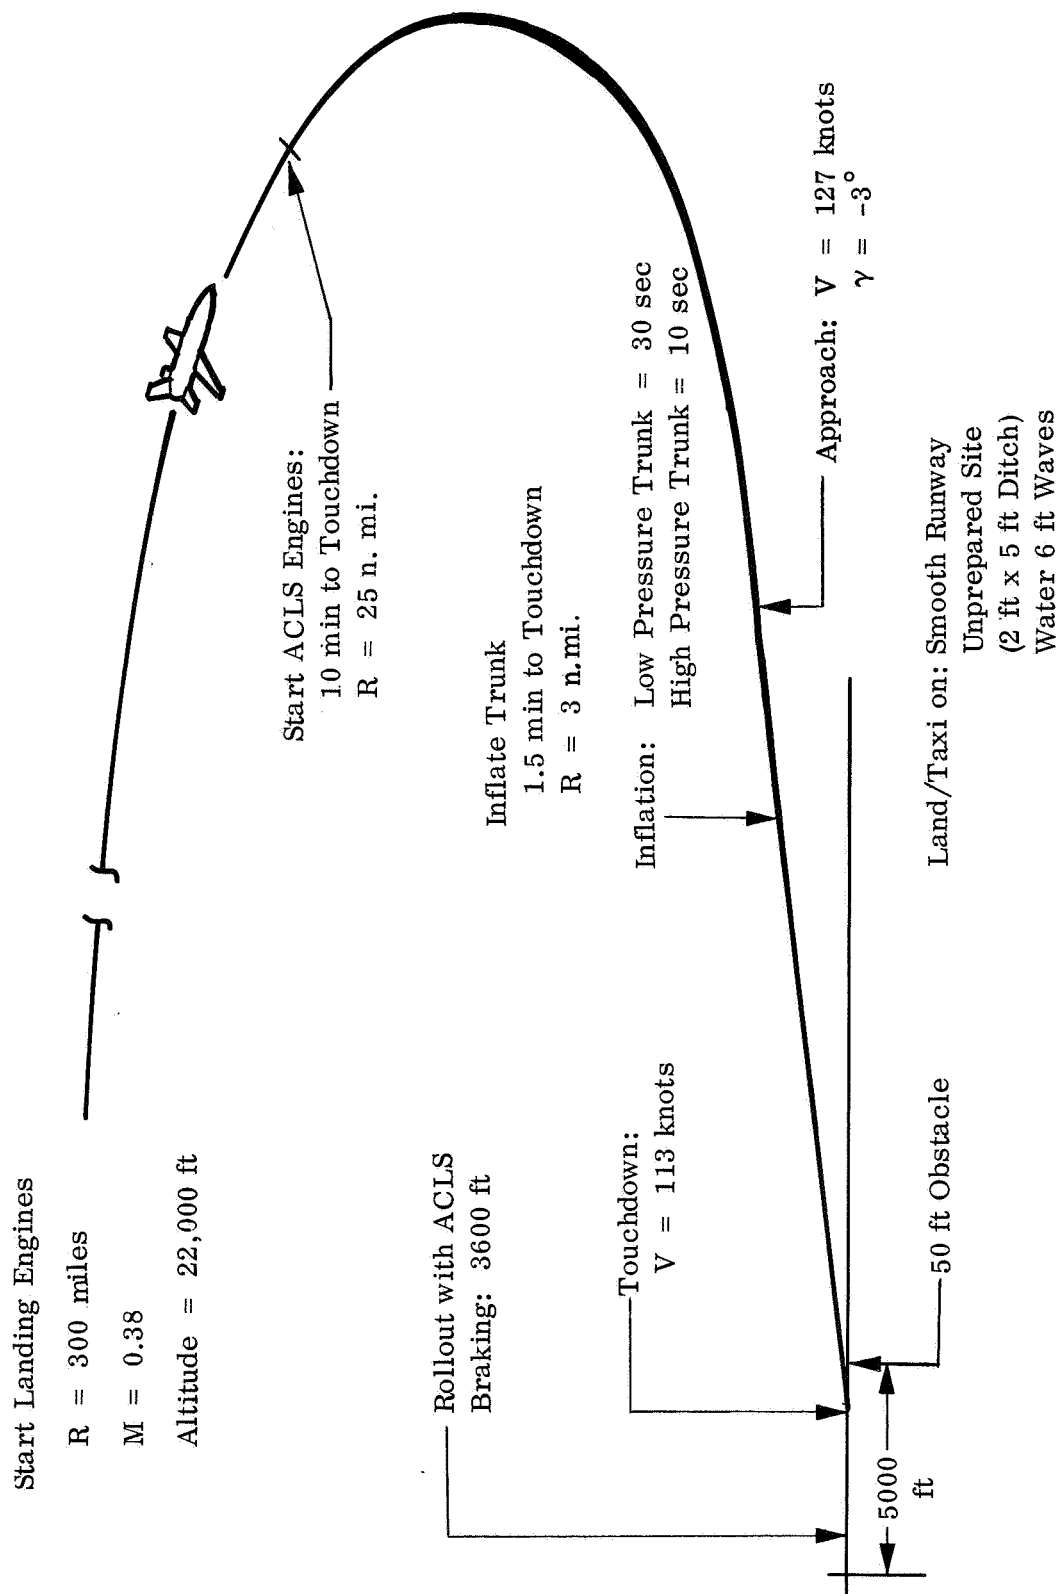 Start Landing Engines
R = 300 miles
M = 0.38
Altitude = 22,000 ft
Start ACLS Engines:
10 min to Touchdown
R = 25 n. mi.
Inflate Trunk
1.5 min to Touchdown
R = 3 n.mi.
Inflation: Low Pressure Trunk = 30 sec
High Pressure Trunk = 10 sec
Approach: V = 127 knots
γ = -3°
Rollout with ACLS
Braking: 3600 ft
Touchdown:
V = 113 knots
50 ft Obstacle
5000
ft
Land/Taxi on: Smooth Runway
Unprepared Site
(2 ft x 5 ft Ditch)
Water 6 ft Waves